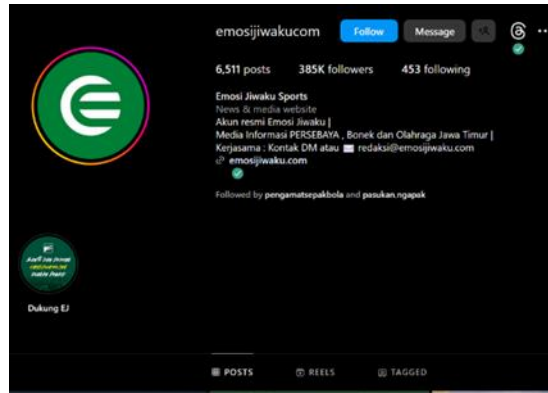 emosijiwakucom Follow Message
6,511 posts 385K followers 453 following
Emosi Jiwaku Sports
News & media website
Akun resmi Emosi Jiwaku |
Media Informasi PERSEBAYA , Bonek dan Olahraga Jawa Timur |
Kerjasama : Kontak DM atau redaksi@emosijiwaku.com
emosijiwaku.com
Followed by pengamatsepakbola and pasukan.ngapak
Dukung EJ
POSTS REELS TAGGED